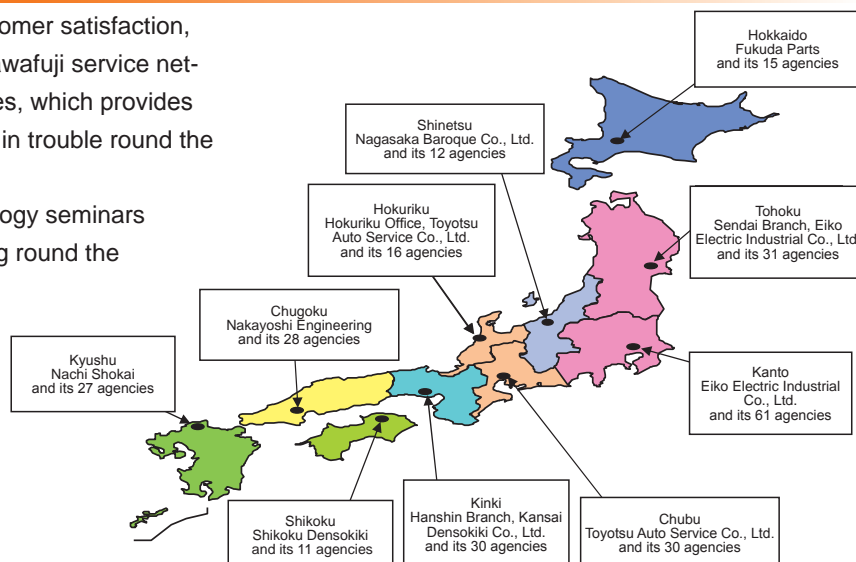 omer satisfaction,
awafuji service net-
es, which provides
in trouble round the
ogy seminars
g round the
Hokkaido
Fukuda Parts
and its 15 agencies
Shinetsu
Nagasaka Baroque Co., Ltd.
and its 12 agencies
Hokuriku
Hokuriku Office, Toyotsu
Auto Service Co., Ltd.
and its 16 agencies
Tohoku
Sendai Branch, Eiko
Electric Industrial Co., Ltd
and its 31 agencies
Chugoku
Nakayoshi Engineering
and its 28 agencies
Kyushu
Nachi Shokai
and its 27 agencies
Kanto
Eiko Electric Industrial
Co., Ltd.
and its 61 agencies
Shikoku
Shikoku Densokiki
and its 11 agencies
Kinki
Hanshin Branch, Kansai
Densokiki Co., Ltd.
and its 30 agencies
Chubu
Toyotsu Auto Service Co., Ltd.
and its 30 agencies